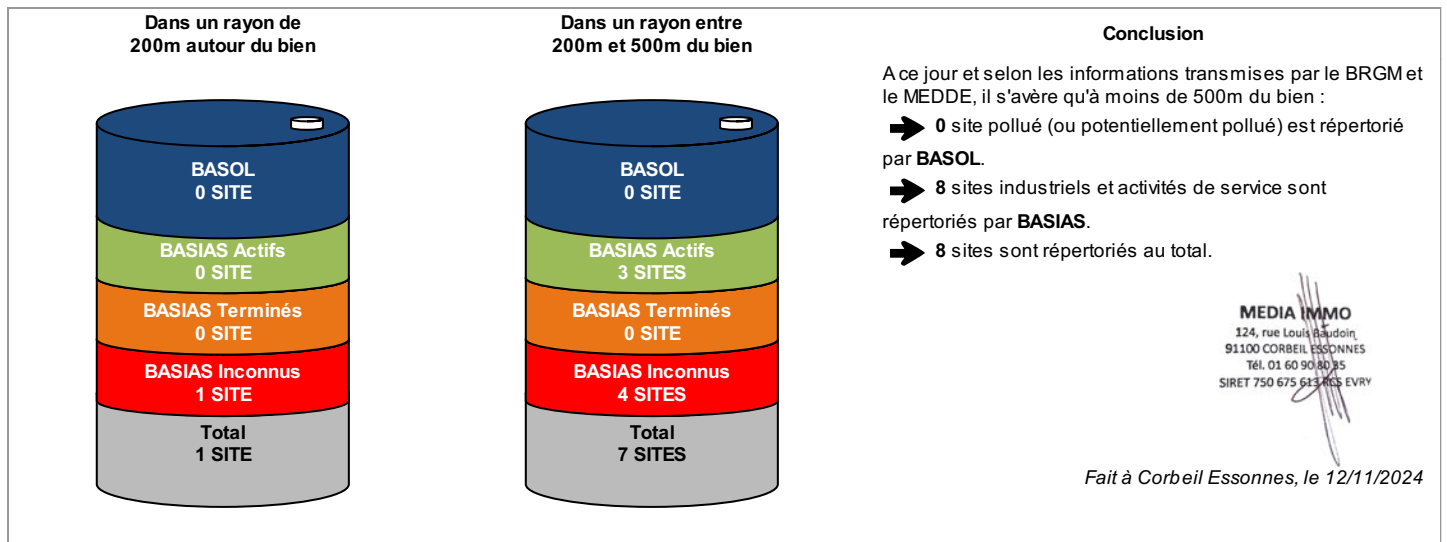 Dans un rayon de
200m autour du bien
BASOL
0 SITE
BASIAS Actifs
0 SITE
BASIAS Terminés
0 SITE
BASIAS Inconnus
1 SITE
Total
1 SITE
Dans un rayon entre
200m et 500m du bien
BASOL
0 SITE
BASIAS Actifs
3 SITES
BASIAS Terminés
0 SITE
BASIAS Inconnus
4 SITES
Total
7 SITES
Conclusion
A ce jour et selon les informations transmises par le BRGM et
le MEDDE, il s'avère qu'à moins de 500m du bien :
0 site pollué (ou potentiellement pollué) est répertorié
par BASOL.
8 sites industriels et activités de service sont
répertoriés par BASIAS.
8 sites sont répertoriés au total.
MEDIA IMMO
124, rue Louis Baudoin
91100 CORBEIL ESSONNES
Tél. 01 60 90 80 85
SIRET 750 675 613 RCS EVRY
Fait à Corbeil Essonnes, le 12/11/2024